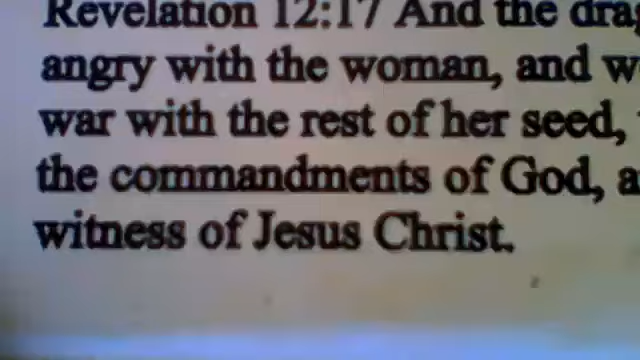 Revelation 12:17 And the
angry with the woman, and
war with the rest of her seed,
the commandments of God,
witness of Jesus Christ.